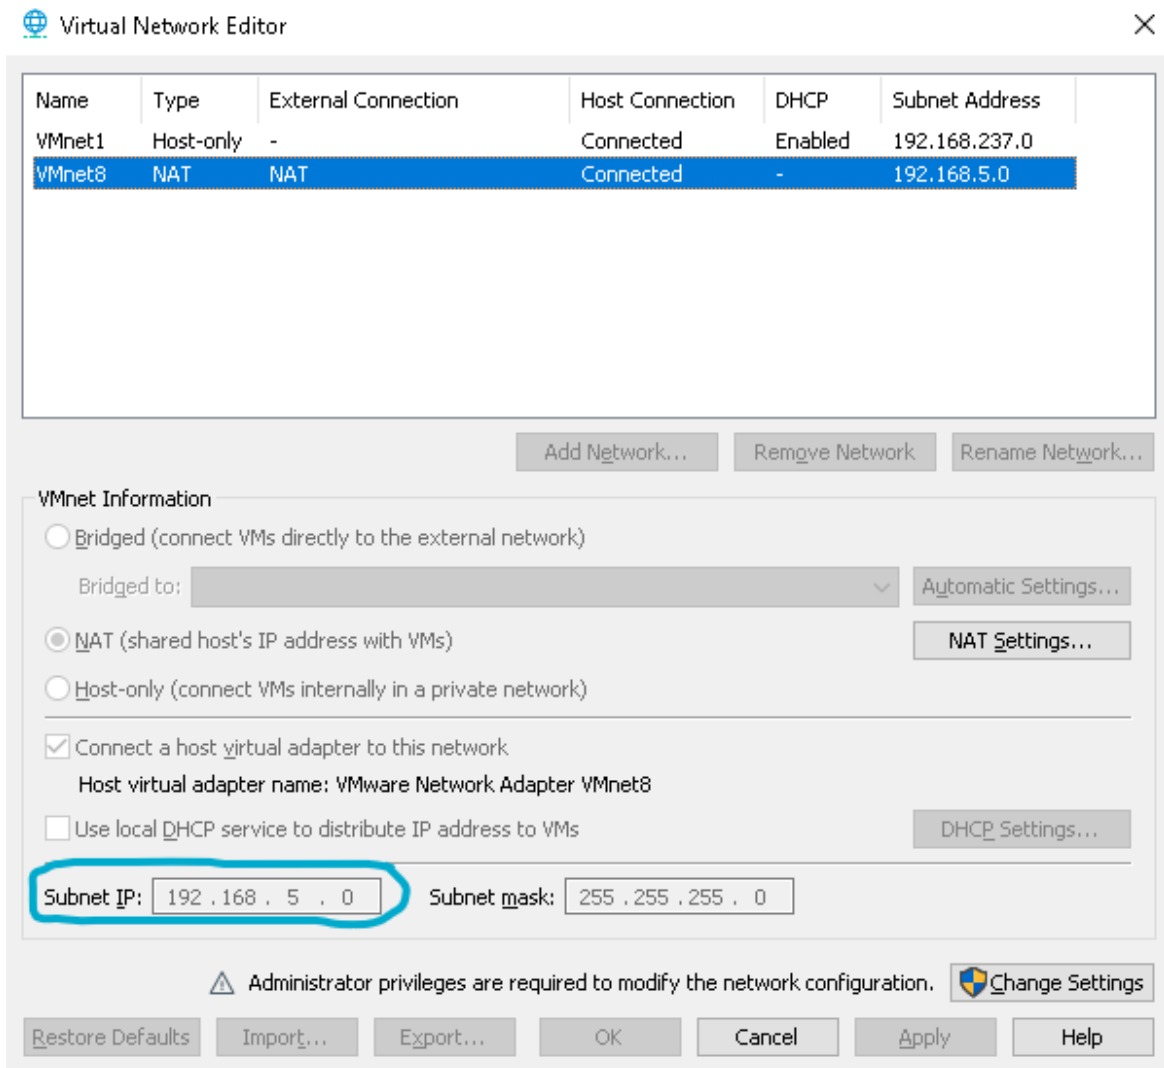 Virtual Network Editor
Name Type External Connection Host Connection DHCP Subnet Address
VMnet1 Host-only - Connected Enabled 192.168.237.0
VMnet8 NAT NAT Connected - 192.168.5.0
Add Network... Remove Network Rename Network...
VMnet Information
Bridged (connect VMs directly to the external network)
Bridged to: Automatic Settings...
NAT (shared host's IP address with VMs) NAT Settings...
Host-only (connect VMs internally in a private network)
Connect a host virtual adapter to this network
Host virtual adapter name: VMware Network Adapter VMnet8
Use local DHCP service to distribute IP address to VMs DHCP Settings...
Subnet IP: 192 . 168 . 5 . 0 Subnet mask: 255 . 255 . 255 . 0
Administrator privileges are required to modify the network configuration. Change Settings
Restore Defaults Import... Export... OK Cancel Apply Help